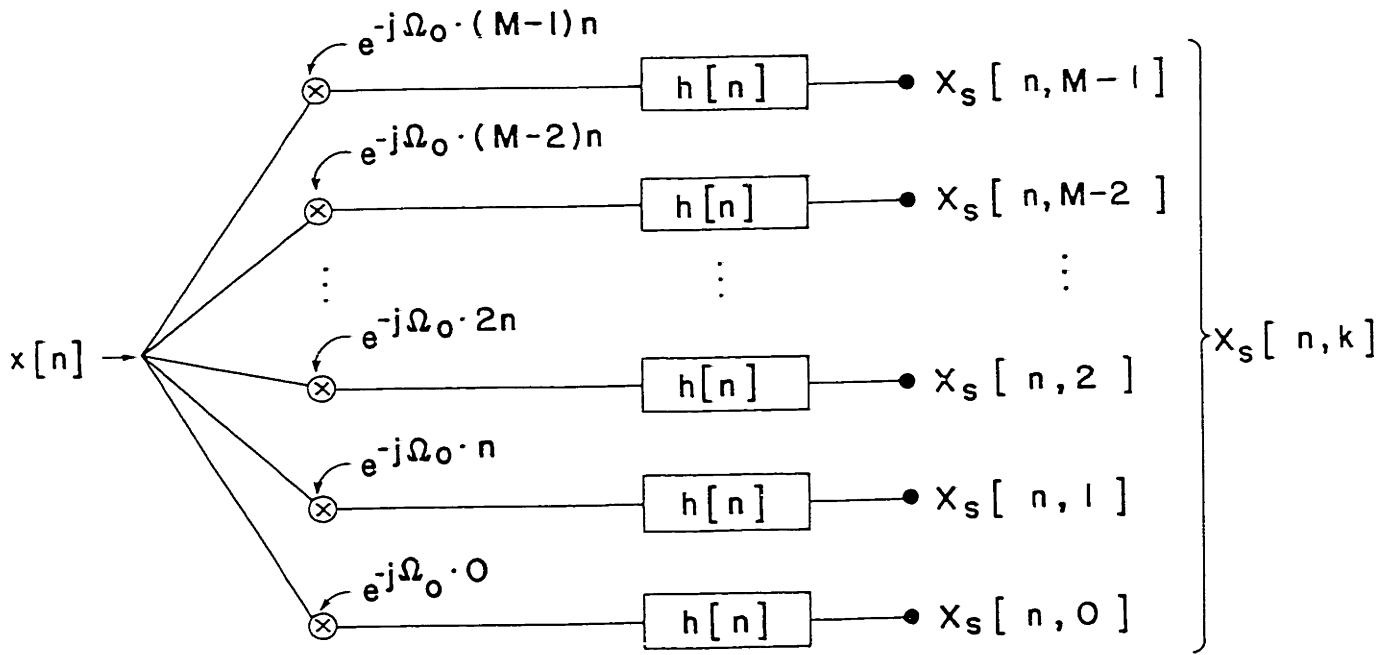 e^{-jΩ_0·(M-1)n}
h[n] X_s[n,M-1]
e^{-jΩ_0·(M-2)n}
h[n] X_s[n,M-2]
⋮ ⋮ ⋮
e^{-jΩ_0·2n}
x[n] X_s[n,k]
h[n] X_s[n,2]
e^{-jΩ_0·n}
h[n] X_s[n,1]
e^{-jΩ_0·0}
h[n] X_s[n,0]